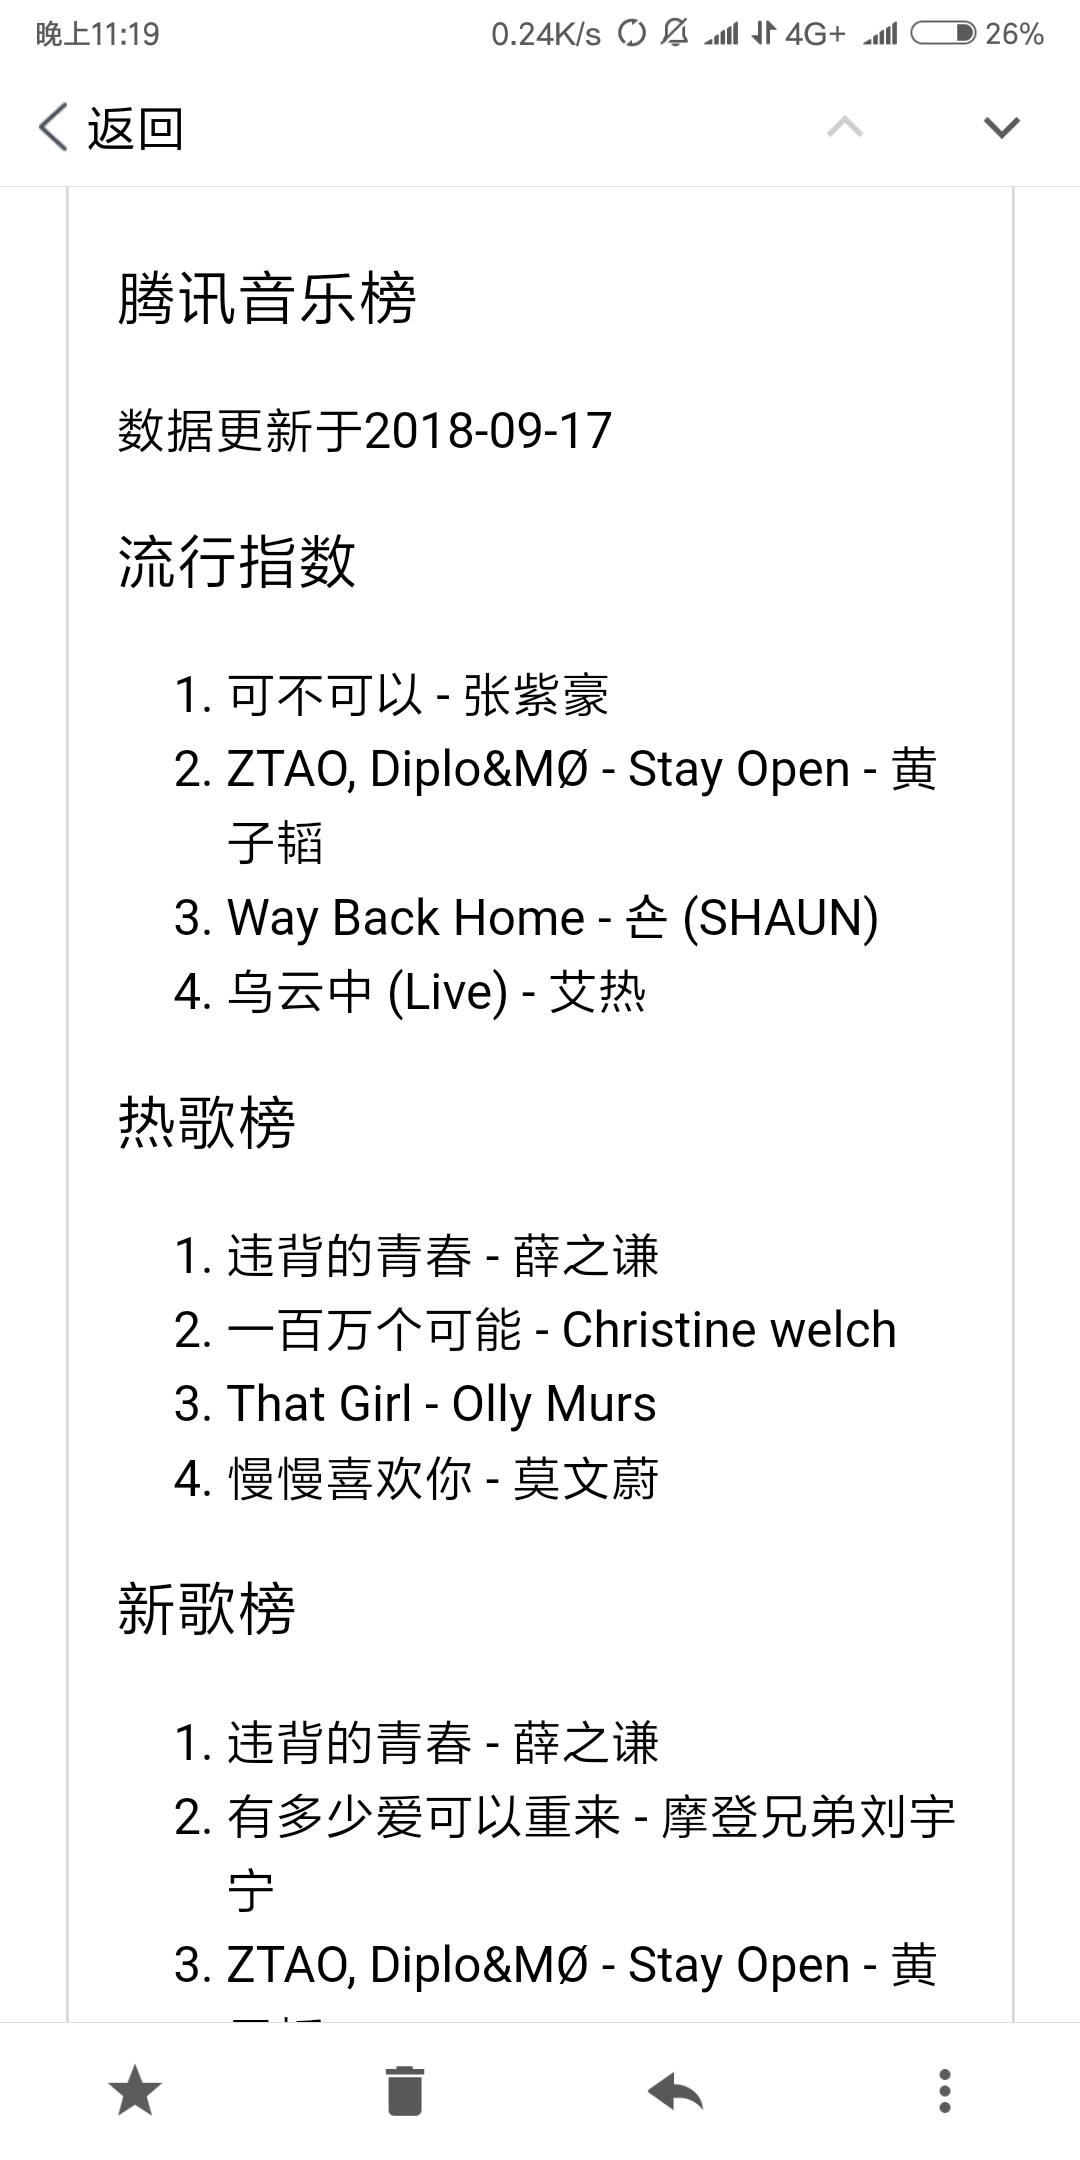 晚上11:19 0.24K/s 4G+ 26%
返回
腾讯音乐榜
数据更新于2018-09-17
流行指数
1. 可不可以 - 张紫豪
2. ZTAO, Diplo&MØ - Stay Open - 黄
子韬
3. Way Back Home - 숀 (SHAUN)
4. 乌云中 (Live) - 艾热
热歌榜
1. 违背的青春 - 薛之谦
2. 一百万个可能 - Christine welch
3. That Girl - Olly Murs
4. 慢慢喜欢你 - 莫文蔚
新歌榜
1. 违背的青春 - 薛之谦
2. 有多少爱可以重来 - 摩登兄弟刘宇
宁
3. ZTAO, Diplo&MØ - Stay Open - 黄